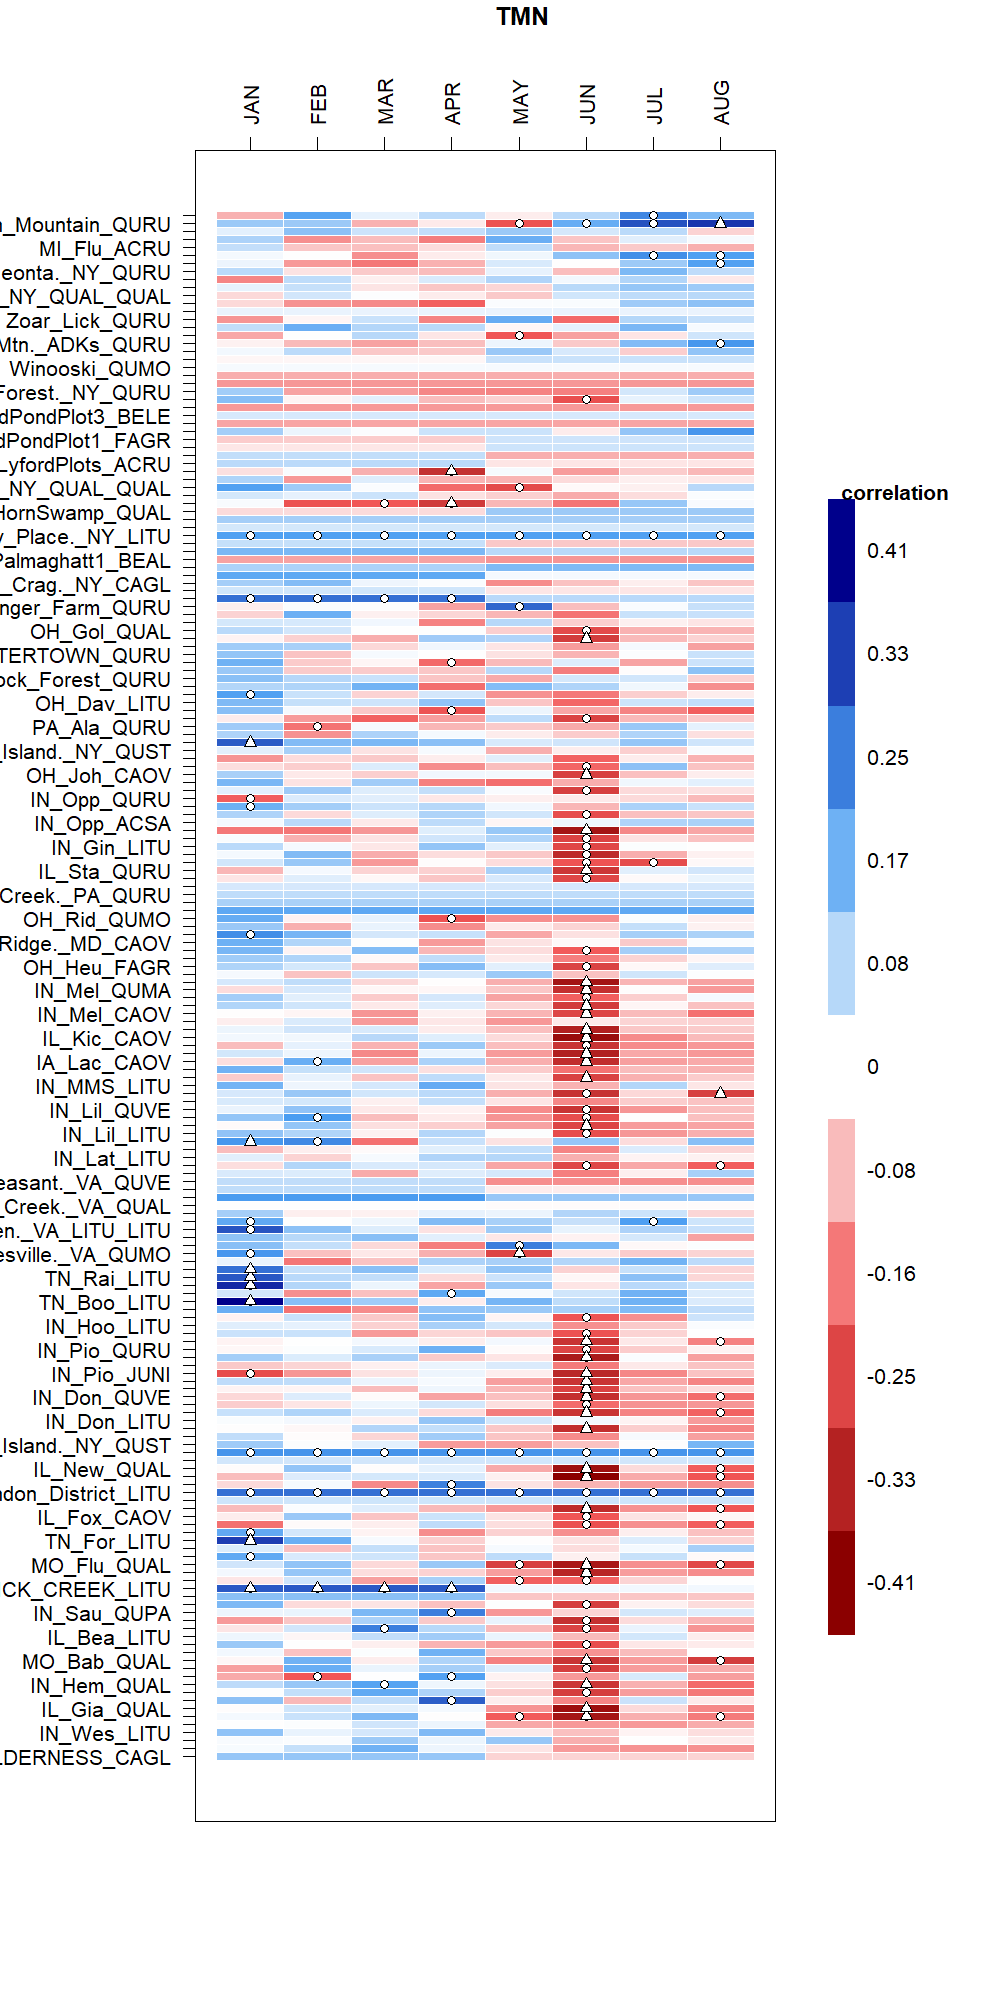 TMN
JAN
FEB
MAR
APR
MAY
JUN
JUL
AUG
n_Mountain_QURU
MI_Flu_ACRU
eonta._NY_QURU
_NY_QUAL_QUAL
Zoar_Lick_QURU
Mtn._ADKs_QURU
Winooski_QUMO
Forest._NY_QURU
dPondPlot3_BELE
dPondPlot1_FAGR
LyfordPlots_ACRU
_NY_QUAL_QUAL
HornSwamp_QUAL
y_Place._NY_LITU
Palmaghatt1_BEAL
_Crag._NY_CAGL
nger_Farm_QURU
OH_Gol_QUAL
TERTOWN_QURU
ock_Forest_QURU
OH_Dav_LITU
PA_Ala_QURU
_Island._NY_QUST
OH_Joh_CAOV
IN_Opp_QURU
IN_Opp_ACSA
IN_Gin_LITU
IL_Sta_QURU
Creek._PA_QURU
OH_Rid_QUMO
Ridge._MD_CAOV
OH_Heu_FAGR
IN_Mel_QUMA
IN_Mel_CAOV
IL_Kic_CAOV
IA_Lac_CAOV
IN_MMS_LITU
IN_Lil_QUVE
IN_Lil_LITU
IN_Lat_LITU
easant._VA_QUVE
_Creek._VA_QUAL
en._VA_LITU_LITU
esville._VA_QUMO
TN_Rai_LITU
TN_Boo_LITU
IN_Hoo_LITU
IN_Pio_QURU
IN_Pio_JUNI
IN_Don_QUVE
IN_Don_LITU
_Island._NY_QUST
IL_New_QUAL
ndon_District_LITU
IL_Fox_CAOV
TN_For_LITU
MO_Flu_QUAL
CK_CREEK_LITU
IN_Sau_QUPA
IL_Bea_LITU
MO_Bab_QUAL
IN_Hem_QUAL
IL_Gia_QUAL
IN_Wes_LITU
LDERNESS_CAGL
correlation
0.41
0.33
0.25
0.17
0.08
0
-0.08
-0.16
-0.25
-0.33
-0.41